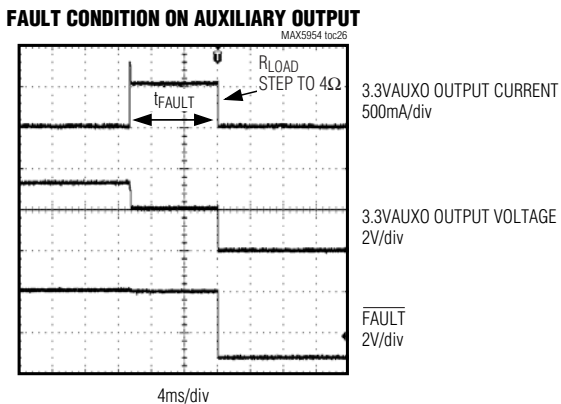 FAULT CONDITION ON AUXILIARY OUTPUT
MAX5954 toc26
RLOAD
STEP TO 4Ω
tFAULT
3.3VAUXO OUTPUT CURRENT
500mA/div
3.3VAUXO OUTPUT VOLTAGE
2V/div
FAULT
2V/div
4ms/div